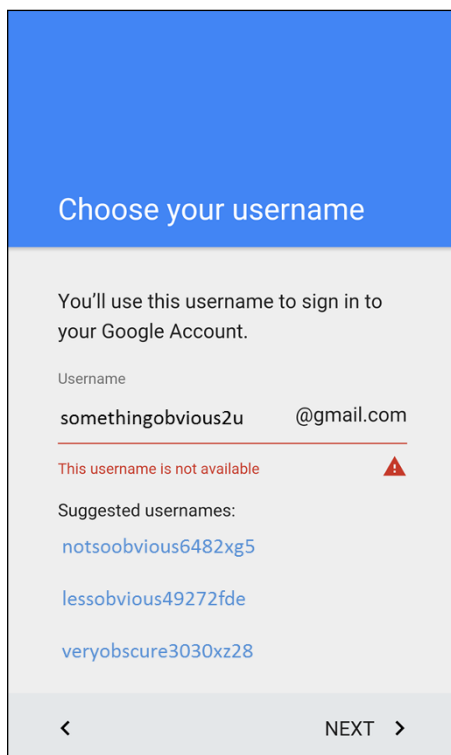 Choose your username
You'll use this username to sign in to
your Google Account.
Username
somethingobvious2u @gmail.com
This username is not available
Suggested usernames:
notsoobvious6482xg5
lessobvious49272fde
veryobscure3030xz28
NEXT